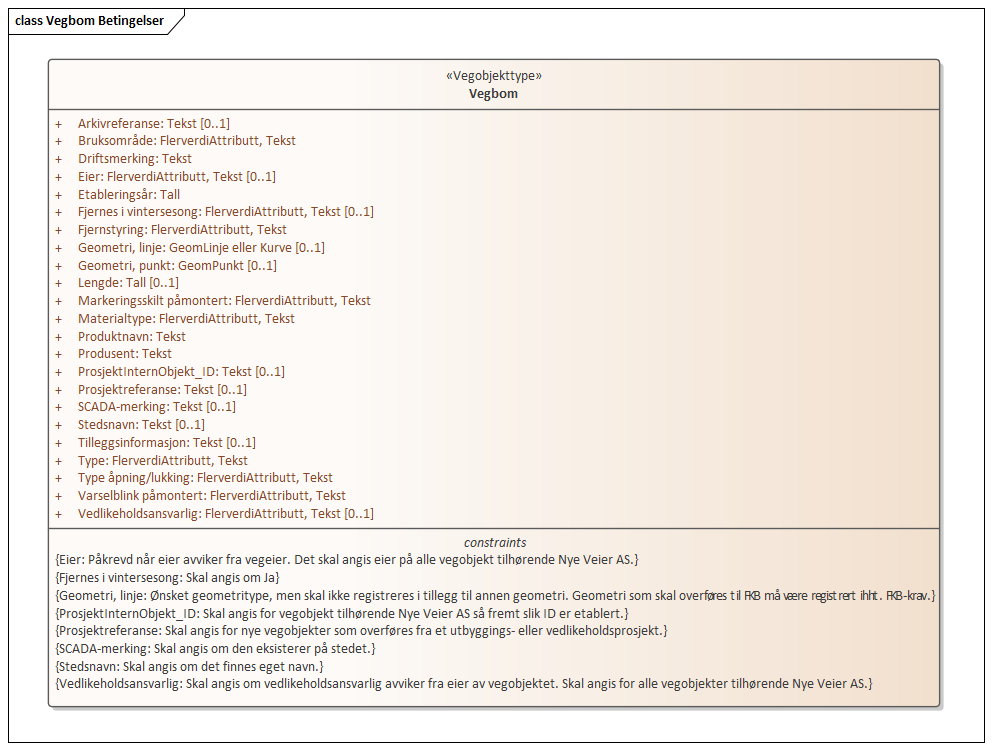 class Vegbom Betingelser
«Vegobjekttype»
Vegbom
+ Arkivreferanse: Tekst [0..1]
+ Bruksområde: FlerverdiAttributt, Tekst
+ Driftsmerking: Tekst
+ Eier: FlerverdiAttributt, Tekst [0..1]
+ Etableringsår: Tall
+ Fjernes i vintersesong: FlerverdiAttributt, Tekst [0..1]
+ Fjernstyring: FlerverdiAttributt, Tekst
+ Geometri, linje: GeomLinje eller Kurve [0..1]
+ Geometri, punkt: GeomPunkt [0..1]
+ Lengde: Tall [0..1]
+ Markeringsskilt påmontert: FlerverdiAttributt, Tekst
+ Materialtype: FlerverdiAttributt, Tekst
+ Produktnavn: Tekst
+ Produsent: Tekst
+ ProsjektInternObjekt_ID: Tekst [0..1]
+ Prosjektreferanse: Tekst [0..1]
+ SCADA-merking: Tekst [0..1]
+ Stedsnavn: Tekst [0..1]
+ Tilleggsinformasjon: Tekst [0..1]
+ Type: FlerverdiAttributt, Tekst
+ Type åpning/lukking: FlerverdiAttributt, Tekst
+ Varselblink påmontert: FlerverdiAttributt, Tekst
+ Vedlikeholdsansvarlig: FlerverdiAttributt, Tekst [0..1]
constraints
{Eier: Påkrevd når eier avviker fra vegeier. Det skal angis eier på alle vegobjekt tilhørende Nye Veier AS.}
{Fjernes i vintersesong: Skal angis om Ja}
{Geometri, linje: Ønsket geometritype, men skal ikke registreres i tillegg til annen geometri. Geometri som skal overføres til FKB må være registrert ihht. FKB-krav.}
{ProsjektInternObjekt_ID: Skal angis for vegobjekt tilhørende Nye Veier AS så fremt slik ID er etablert.}
{Prosjektreferanse: Skal angis for nye vegobjekter som overføres fra et utbyggings- eller vedlikeholdsprosjekt.}
{SCADA-merking: Skal angis om den eksisterer på stedet.}
{Stedsnavn: Skal angis om det finnes eget navn.}
{Vedlikeholdsansvarlig: Skal angis om vedlikeholdsansvarlig avviker fra eier av vegobjektet. Skal angis for alle vegobjekter tilhørende Nye Veier AS.}